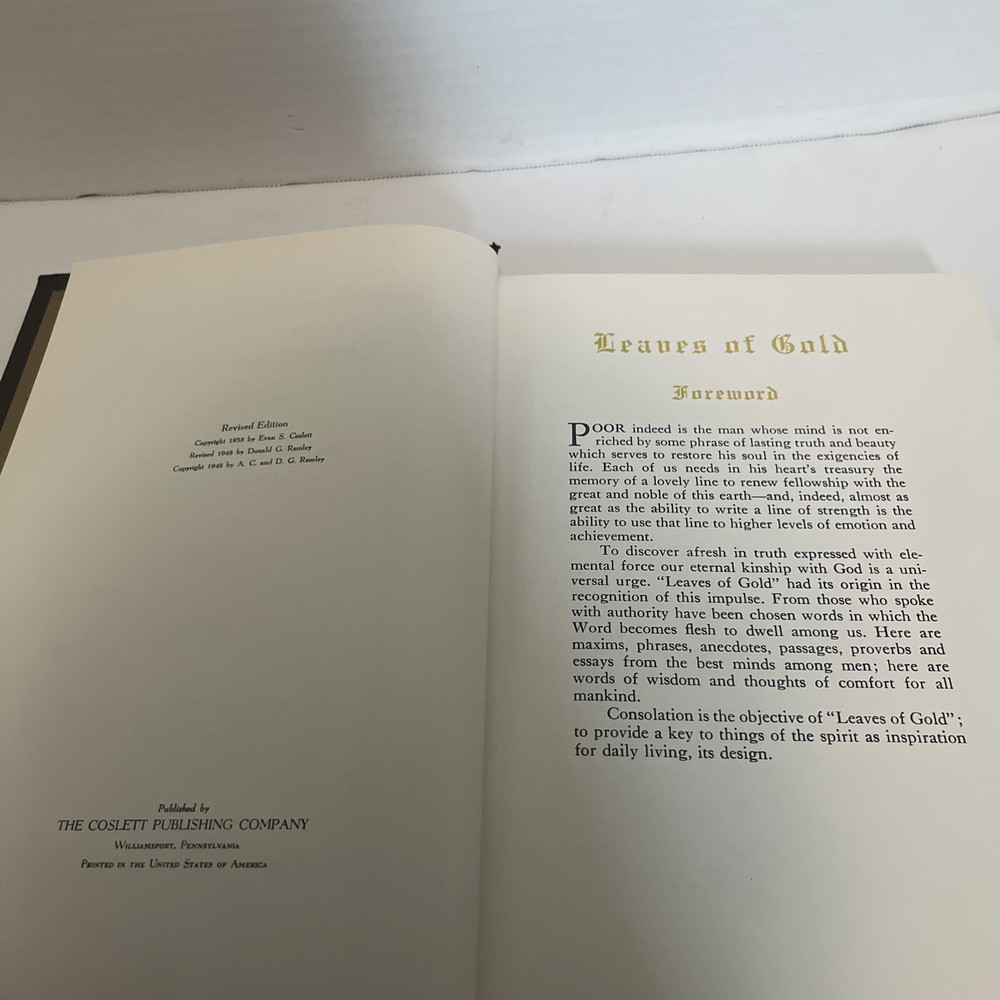 Revised Edition
Copyright 1938 by Evan S. Coslett
Revised 1948 by Donald G. Remley
Copyright 1948 by A. C. and D. G. Remley
Published by
THE COSLETT PUBLISHING COMPANY
Williamsport, Pennsylvania
Printed in the United States of America
Leaves of Gold
Foreword
POOR indeed is the man whose mind is not en-
riched by some phrase of lasting truth and beauty
which serves to restore his soul in the exigencies of
life. Each of us needs in his heart's treasury the
memory of a lovely line to renew fellowship with the
great and noble of this earth—and, indeed, almost as
great as the ability to write a line of strength is the
ability to use that line to higher levels of emotion and
achievement.
To discover afresh in truth expressed with ele-
mental force our eternal kinship with God is a uni-
versal urge. "Leaves of Gold" had its origin in the
recognition of this impulse. From those who spoke
with authority have been chosen words in which the
Word becomes flesh to dwell among us. Here are
maxims, phrases, anecdotes, passages, proverbs and
essays from the best minds among men; here are
words of wisdom and thoughts of comfort for all
mankind.
Consolation is the objective of "Leaves of Gold";
to provide a key to things of the spirit as inspiration
for daily living, its design.